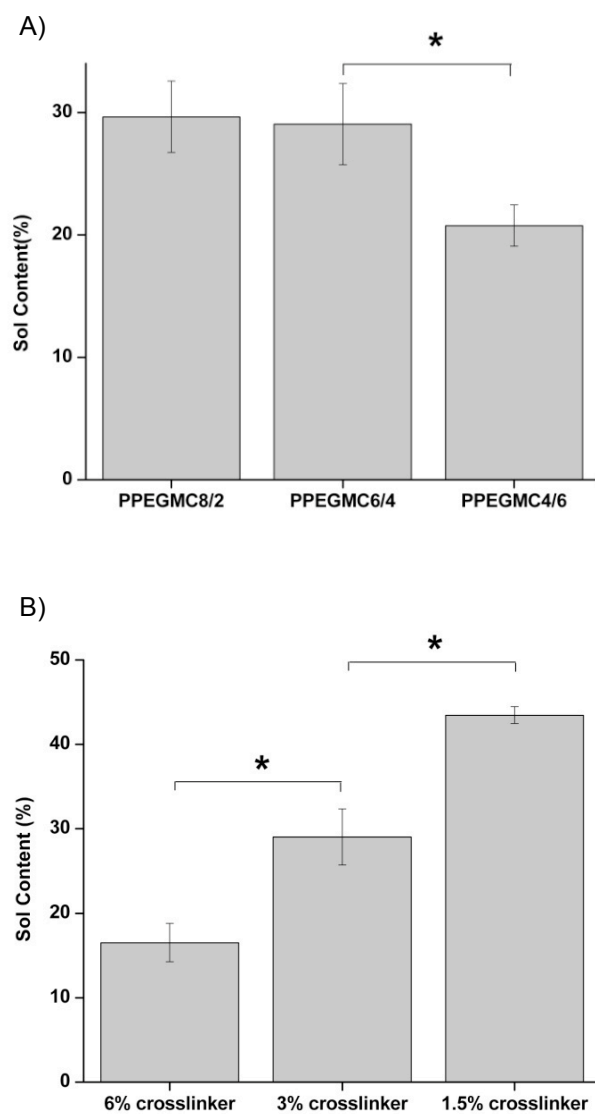 A)
*
30
20
10
0
Sol Content(%)
PPEGMC8/2 PPEGMC6/4 PPEGMC4/6
B)
50
*
40
*
30
20
10
0
Sol Content (%)
6% crosslinker 3% crosslinker 1.5% crosslinker